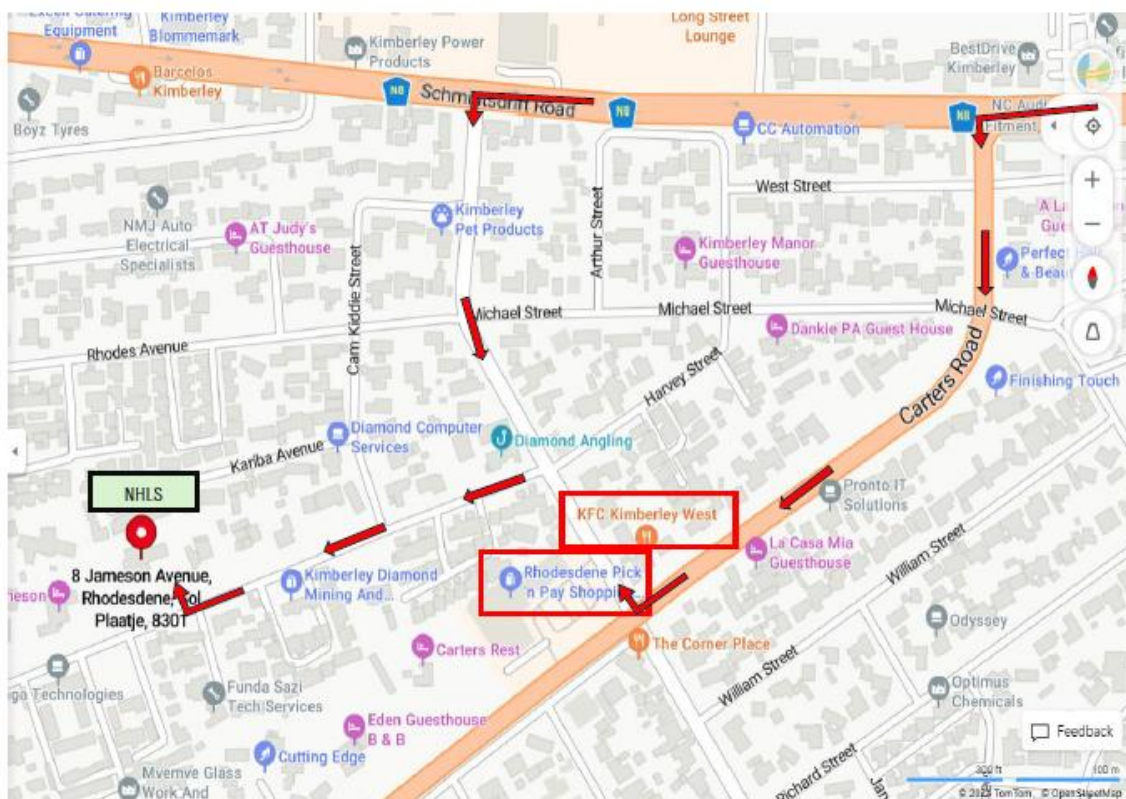 Equipment
Kimberley
Blommemark
Kimberley Power
Products
Long Street
Lounge
BestDrive
Kimberley
Barcelos
Kimberley
Boyz Tyres
N8
Road
N8
N8
CC Automation
West Street
NMJ Auto
Electrical
Specialists
AT Judy's
Guesthouse
Kimberley
Pet Products
Arthur Street
Kimberley Manor
Guesthouse
Cam Kiddie Street
Michael Street
Michael Street
Michael Street
Dankie PA Guest House
Rhodes Avenue
Harvey Street
Carters Road
Finishing Touch
Diamond Computer
Services
Diamond Angling
Kariba Avenue
NHLS
KFC Kimberley West
Pronto IT
Solutions
La Casa Mia
Guesthouse
William Street
8 Jameson Avenue,
Rhodesdene, Sol
Plaatje, 8301
Kimberley Diamond
Mining And...
Rhodesdene Pick
'n Pay Shopping...
The Corner Place
Odyssey
Carters Rest
William Street
Technologies
Funda Sazi
Tech Services
Optimus
Chemicals
Eden Guesthouse
B & B
Feedback
Cutting Edge
Richard Street
Glass
Work And
300 ft
100 m
TomTom, © OpenStreetMap